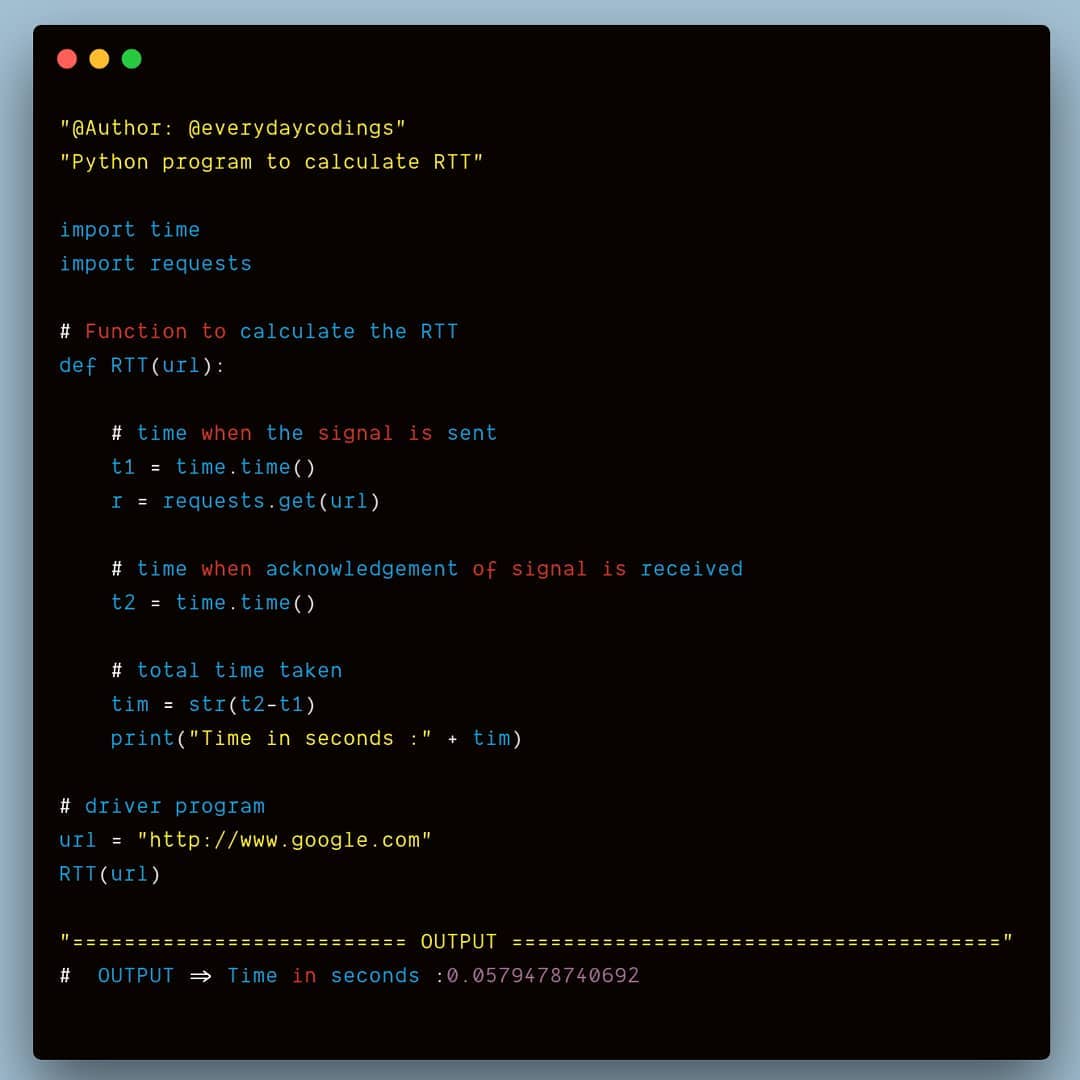 "@Author: @everydaycodings"
"Python program to calculate RTT"
import time
import requests
# Function to calculate the RTT
def RTT(url):
    # time when the signal is sent
    t1 = time.time()
    r = requests.get(url)
    # time when acknowledgement of signal is received
    t2 = time.time()
    # total time taken
    tim = str(t2-t1)
    print("Time in seconds :" + tim)
# driver program
url = "http://www.google.com"
RTT(url)
"========================== OUTPUT ======================================"
#  OUTPUT => Time in seconds :0.0579478740692